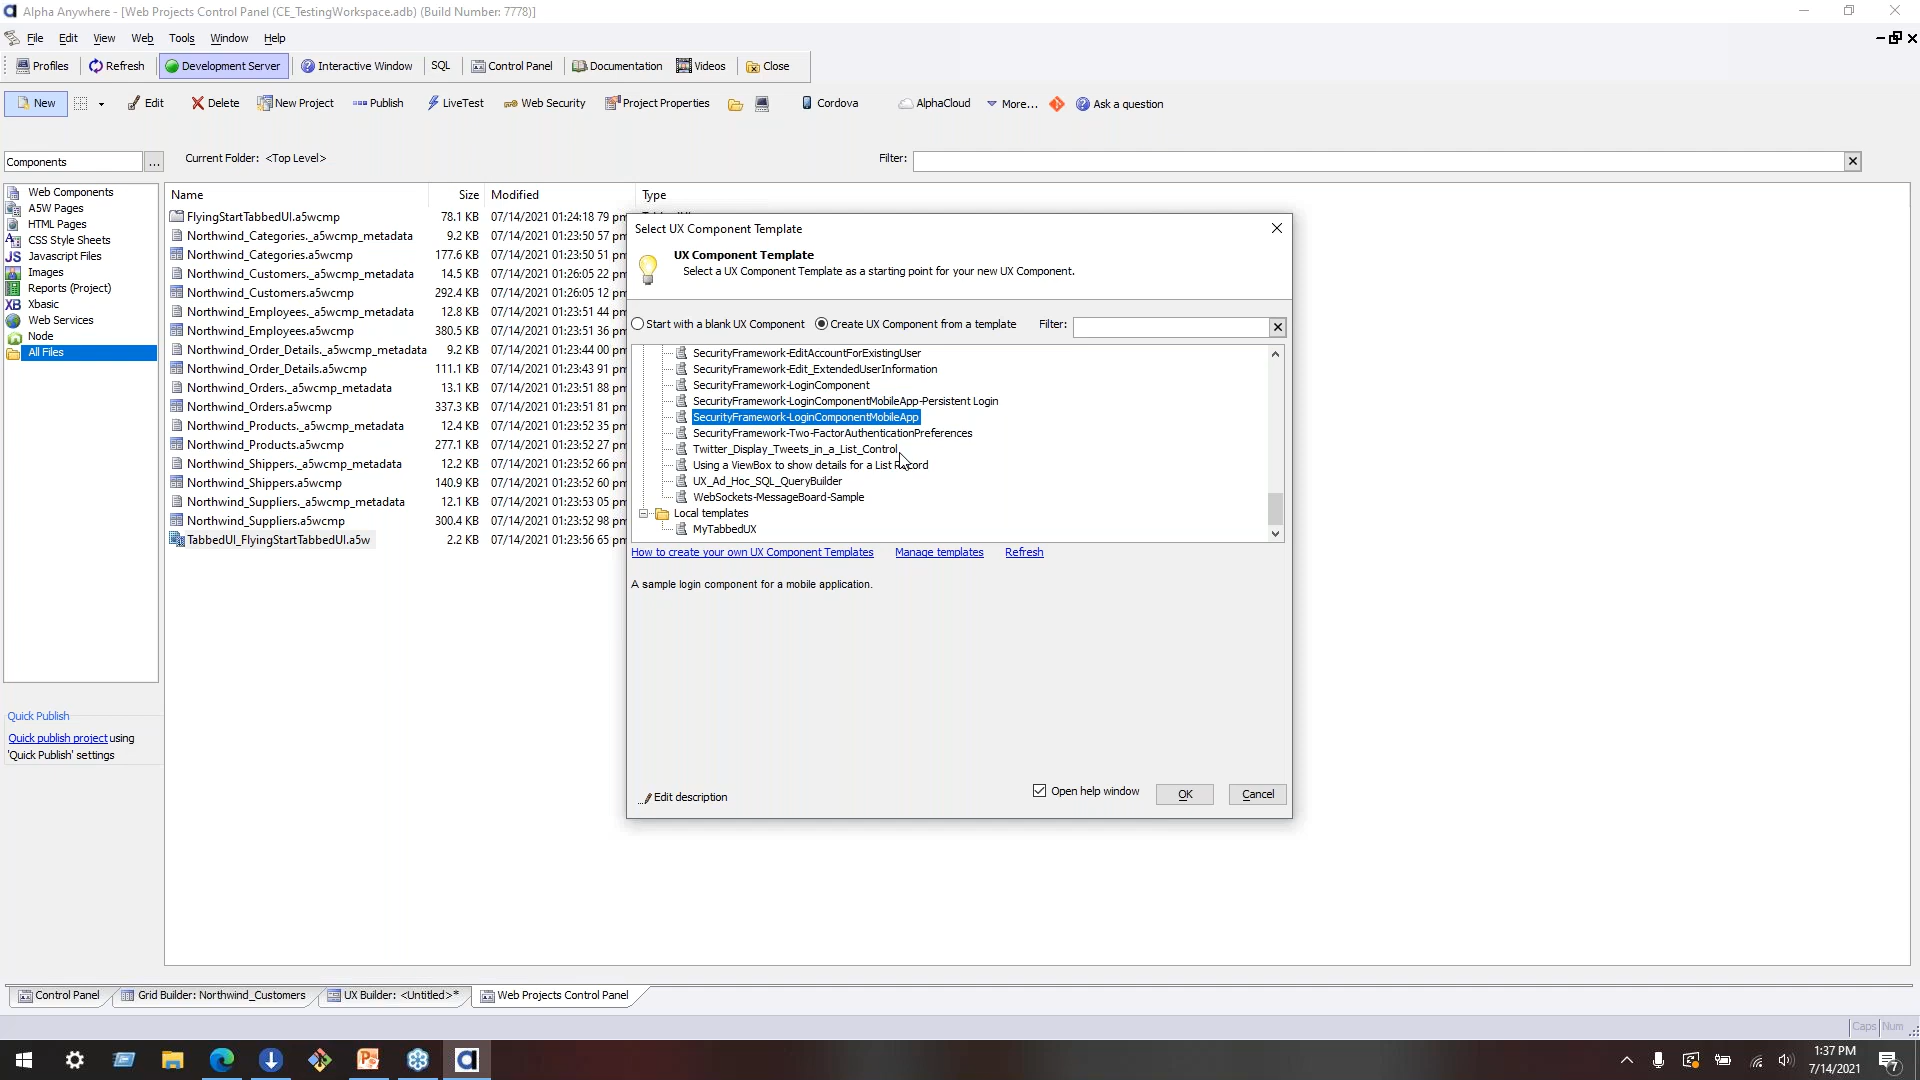 Alpha Anywhere - [Web Projects Control Panel (CE_TestingWorkspace.adb) (Build Number: 7778)]
File Edit View Web Tools Window Help
Profiles Refresh Development Server Interactive Window SQL Control Panel Documentation Videos Close
New Edit Delete New Project Publish LiveTest Web Security Project Properties Cordova AlphaCloud More... Ask a question
Components ... Current Folder: <Top Level> Filter:
Web Components
A5W Pages
HTML Pages
CSS Style Sheets
JS Javascript Files
Images
Reports (Project)
XB Xbasic
Web Services
Node
All Files
Quick Publish
Quick publish project using
'Quick Publish' settings
Name Size Modified Type
FlyingStartTabbedUI.a5wcmp 78.1 KB 07/14/2021 01:24:18 79 pm
Northwind_Categories._a5wcmp_metadata 9.2 KB 07/14/2021 01:23:50 57 pm
Northwind_Categories.a5wcmp 177.6 KB 07/14/2021 01:23:50 51 pm
Northwind_Customers._a5wcmp_metadata 14.5 KB 07/14/2021 01:26:05 22 pm
Northwind_Customers.a5wcmp 292.4 KB 07/14/2021 01:26:05 12 pm
Northwind_Employees._a5wcmp_metadata 12.8 KB 07/14/2021 01:23:51 44 pm
Northwind_Employees.a5wcmp 380.5 KB 07/14/2021 01:23:51 36 pm
Northwind_Order_Details._a5wcmp_metadata 9.2 KB 07/14/2021 01:23:44 00 pm
Northwind_Order_Details.a5wcmp 111.1 KB 07/14/2021 01:23:43 91 pm
Northwind_Orders._a5wcmp_metadata 13.1 KB 07/14/2021 01:23:51 88 pm
Northwind_Orders.a5wcmp 337.3 KB 07/14/2021 01:23:51 81 pm
Northwind_Products._a5wcmp_metadata 12.4 KB 07/14/2021 01:23:52 35 pm
Northwind_Products.a5wcmp 277.1 KB 07/14/2021 01:23:52 27 pm
Northwind_Shippers._a5wcmp_metadata 12.2 KB 07/14/2021 01:23:52 66 pm
Northwind_Shippers.a5wcmp 140.9 KB 07/14/2021 01:23:52 60 pm
Northwind_Suppliers._a5wcmp_metadata 12.1 KB 07/14/2021 01:23:53 05 pm
Northwind_Suppliers.a5wcmp 300.4 KB 07/14/2021 01:23:52 98 pm
TabbedUI_FlyingStartTabbedUI.a5w 2.2 KB 07/14/2021 01:23:56 65 pm
Select UX Component Template
UX Component Template
Select a UX Component Template as a starting point for your new UX Component.
Start with a blank UX Component Create UX Component from a template Filter:
SecurityFramework-EditAccountForExistingUser
SecurityFramework-Edit_ExtendedUserInformation
SecurityFramework-LoginComponent
SecurityFramework-LoginComponentMobileApp-Persistent Login
SecurityFramework-LoginComponentMobileApp
SecurityFramework-Two-FactorAuthenticationPreferences
Twitter_Display_Tweets_in_a_List_Control
Using a ViewBox to show details for a List Record
UX_Ad_Hoc_SQL_QueryBuilder
WebSockets-MessageBoard-Sample
Local templates
MyTabbedUX
How to create your own UX Component Templates Manage templates Refresh
A sample login component for a mobile application.
Edit description Open help window OK Cancel
Control Panel Grid Builder: Northwind_Customers UX Builder: <Untitled>* Web Projects Control Panel
Caps Num
1:37 PM
7/14/2021
7